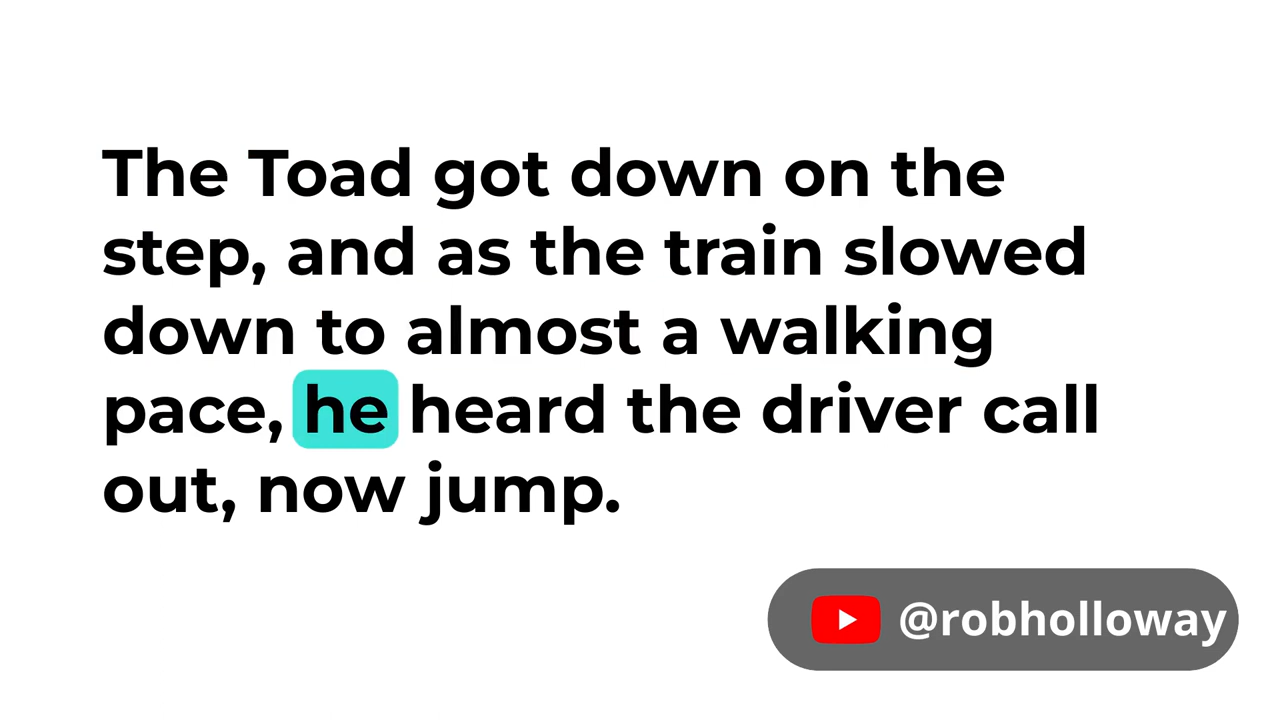 The Toad got down on the
step, and as the train slowed
down to almost a walking
pace, he heard the driver call
out, now jump.
@robholloway